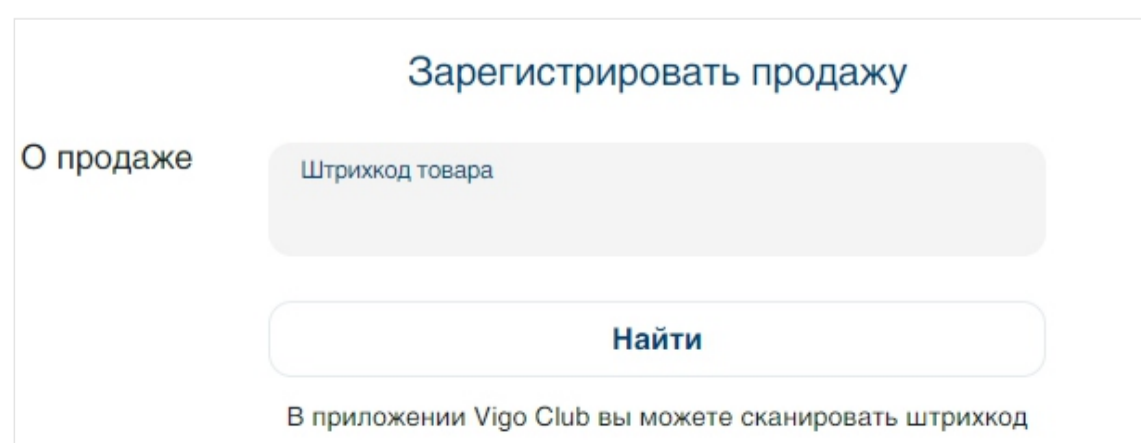 Зарегистрировать продажу
О продаже
Штрихкод товара
Найти
В приложении Vigo Club вы можете сканировать штрихкод